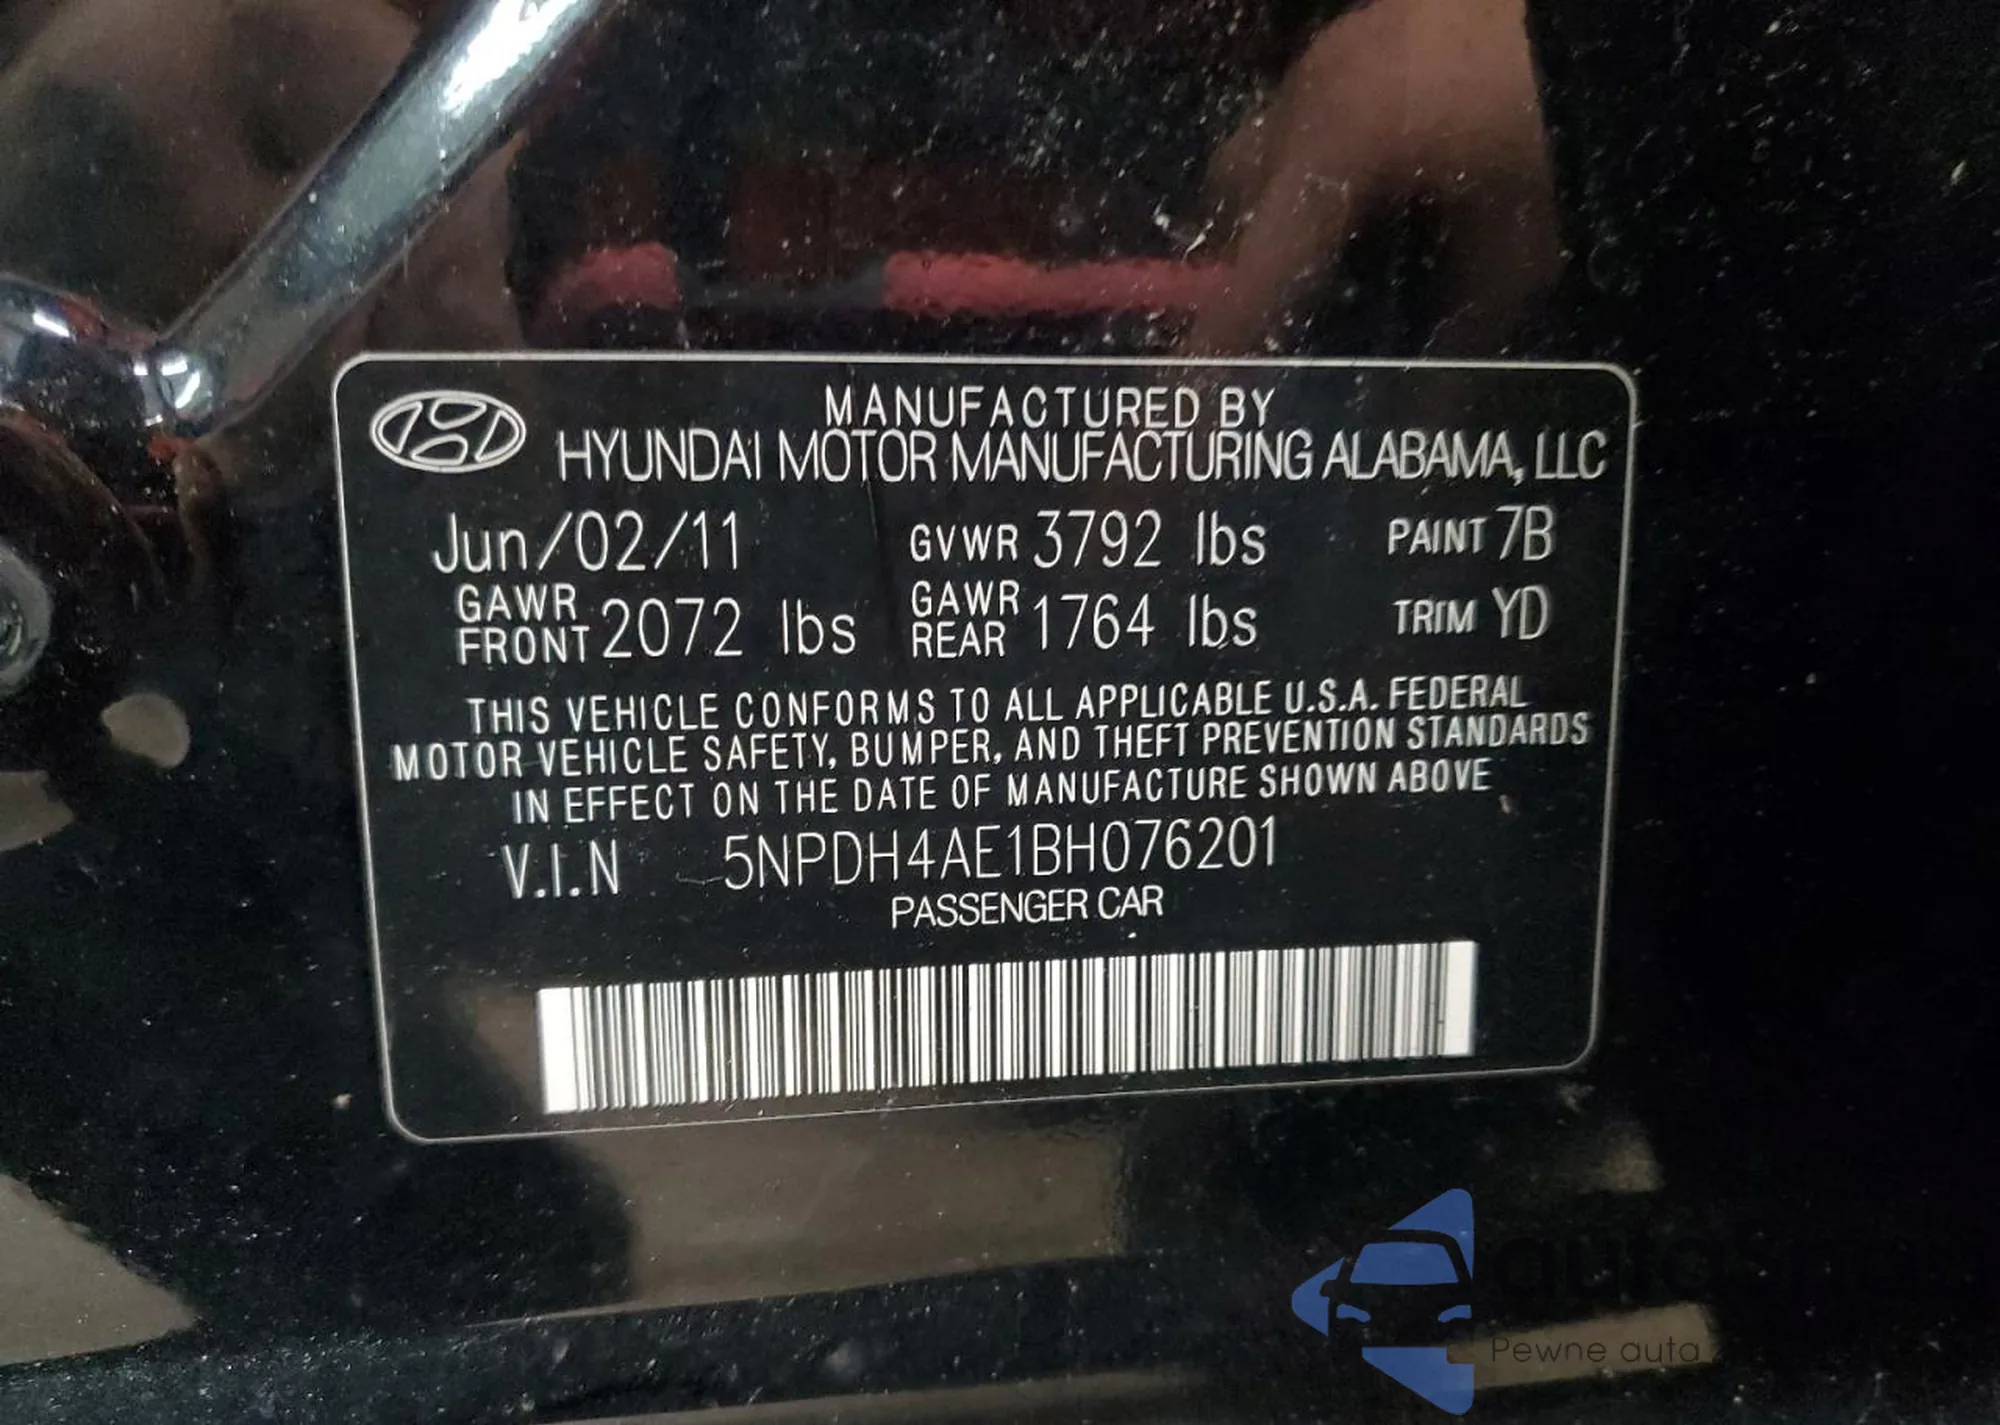 MANUFACTURED BY
HYUNDAI MOTOR MANUFACTURING ALABAMA, LLC
Jun/02/11 GVWR 3792 lbs PAINT 7B
GAWR FRONT 2072 lbs GAWR REAR 1764 lbs TRIM YD
THIS VEHICLE CONFORMS TO ALL APPLICABLE U.S.A. FEDERAL
MOTOR VEHICLE SAFETY, BUMPER, AND THEFT PREVENTION STANDARDS
IN EFFECT ON THE DATE OF MANUFACTURE SHOWN ABOVE
V.I.N 5NPDH4AE1BH076201
PASSENGER CAR
Pewne auto